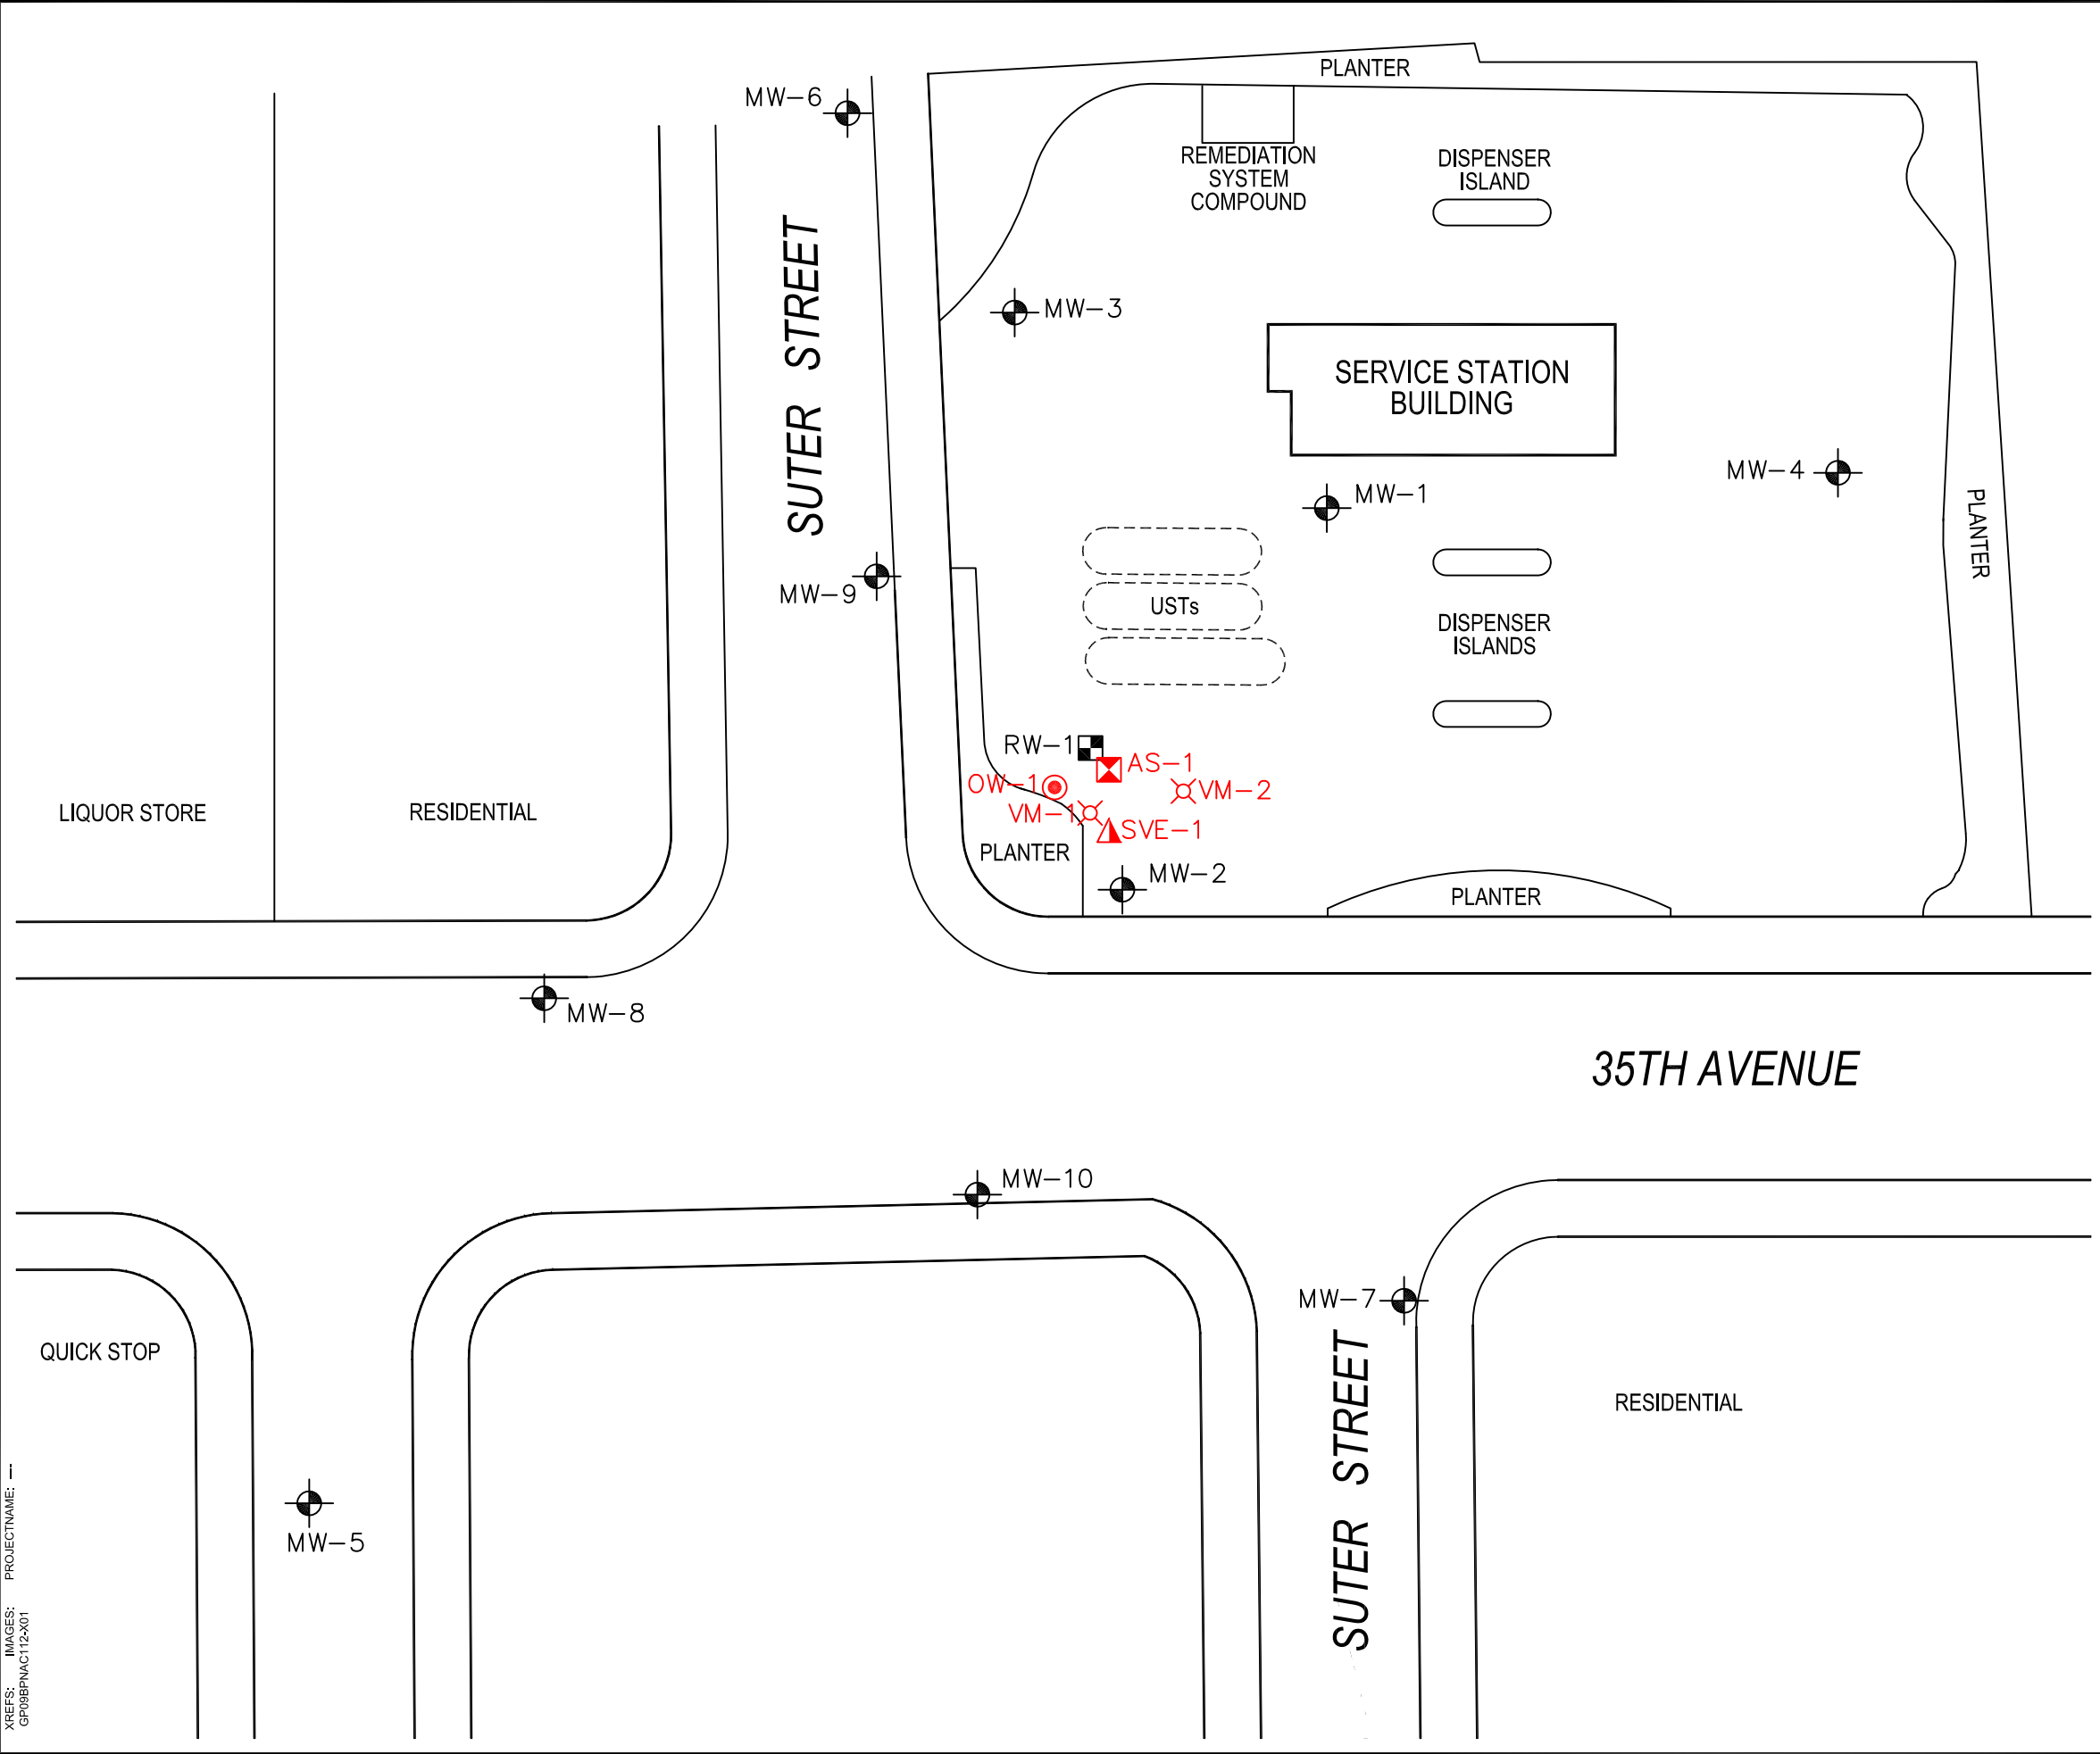 PLANTER
MW-6
REMEDIATION
SYSTEM
COMPOUND
DISPENSER
ISLAND
SUTER STREET
MW-3
SERVICE STATION
BUILDING
MW-4
MW-1
PLANTER
MW-9
USTs
DISPENSER
ISLANDS
RW-1
AS-1
OW-1
VM-2
VM-1
SVE-1
LIQUOR STORE
RESIDENTIAL
PLANTER
MW-2
PLANTER
MW-8
35TH AVENUE
MW-10
MW-7
QUICK STOP
SUTER STREET
RESIDENTIAL
MW-5
XREFS: IMAGES: PROJECTNAME: ----
GP09BPNAC112-X01